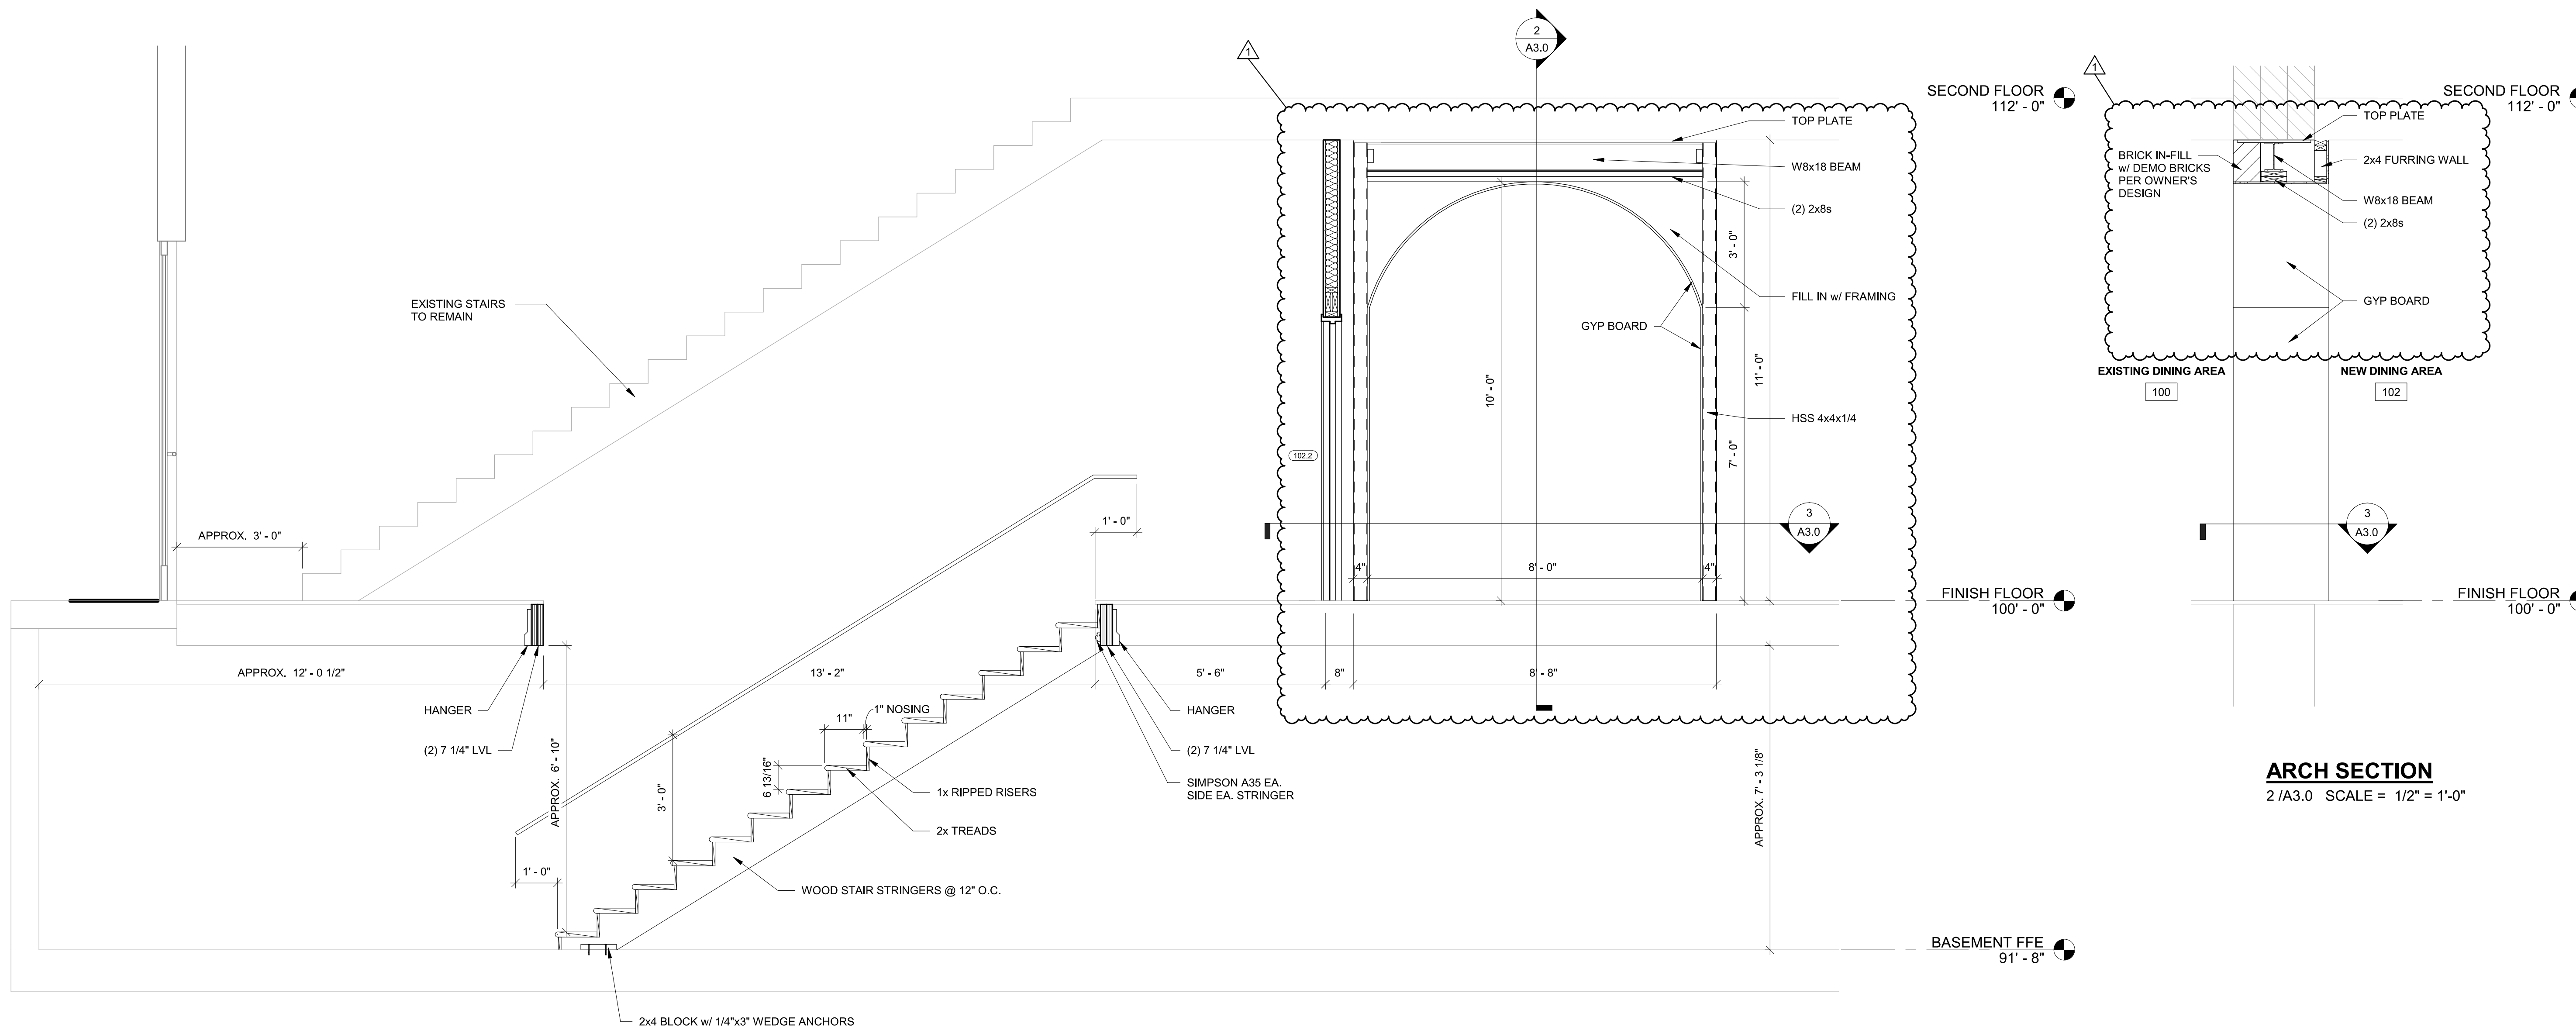 2
A3.0
1
1
SECOND FLOOR
112' - 0"
SECOND FLOOR
112' - 0"
TOP PLATE
W8x18 BEAM
(2) 2x8s
3' - 0"
FILL IN w/ FRAMING
GYP BOARD
11' - 0"
10' - 0"
HSS 4x4x1/4
7' - 0"
102.2
3
A3.0
4"
8' - 0"
4"
TOP PLATE
BRICK IN-FILL
w/ DEMO BRICKS
PER OWNER'S
DESIGN
2x4 FURRING WALL
W8x18 BEAM
(2) 2x8s
GYP BOARD
EXISTING DINING AREA
100
NEW DINING AREA
102
3
A3.0
EXISTING STAIRS
TO REMAIN
APPROX. 3' - 0"
1' - 0"
FINISH FLOOR
100' - 0"
FINISH FLOOR
100' - 0"
APPROX. 12' - 0 1/2"
13' - 2"
5' - 6"
8"
8' - 8"
HANGER
(2) 7 1/4" LVL
APPROX. 6' - 10"
3' - 0"
6 13/16"
11"
1" NOSING
1x RIPPED RISERS
2x TREADS
HANGER
(2) 7 1/4" LVL
SIMPSON A35 EA.
SIDE EA. STRINGER
APPROX. 7' - 3 1/8"
1' - 0"
WOOD STAIR STRINGERS @ 12" O.C.
BASEMENT FFE
91' - 8"
2x4 BLOCK w/ 1/4"x3" WEDGE ANCHORS
ARCH SECTION
2 /A3.0 SCALE = 1/2" = 1'-0"